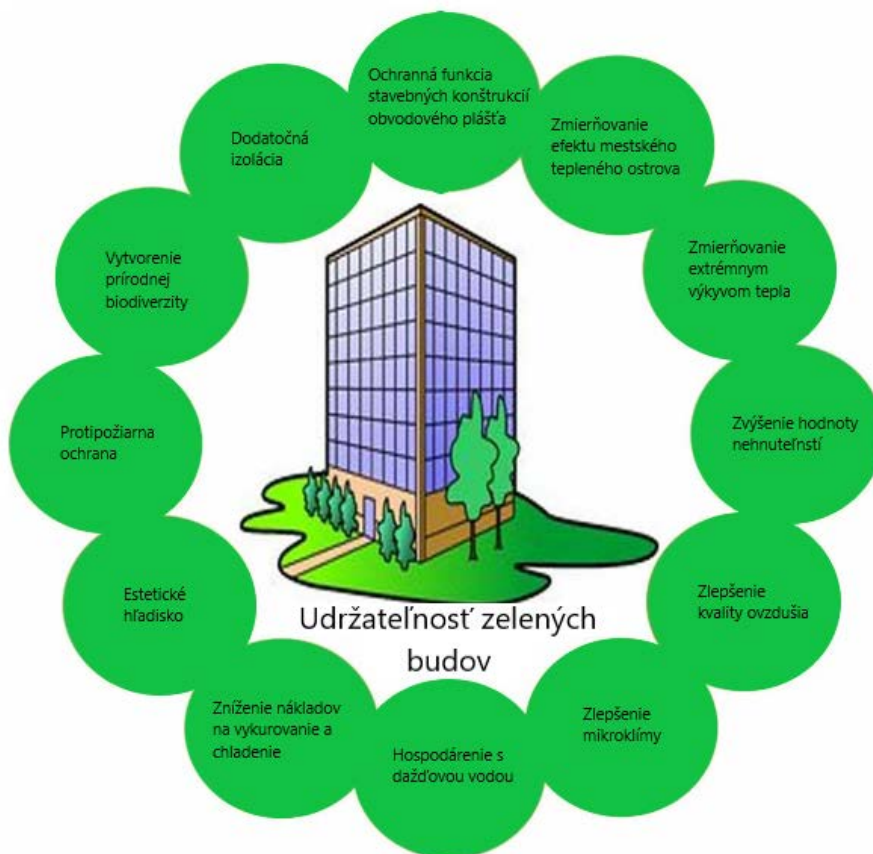 Ochranná funkcia
stavebných konštrukcií
obvodového plášťa
Zmierňovanie
efektu mestského
tepleného ostrova
Zmierňovanie
extrémnym
výkyvom tepla
Zvýšenie hodnoty
nehnuteľnstí
Zlepšenie
kvality ovzdušia
Zlepšenie
mikroklímy
Hospodárenie s
dažďovou vodou
Zníženie nákladov
na vykurovanie a
chladenie
Estetické
hľadisko
Protipožiarna
ochrana
Vytvorenie
prírodnej
biodiverzity
Dodatočná
izolácia
Udržateľnosť zelených
budov